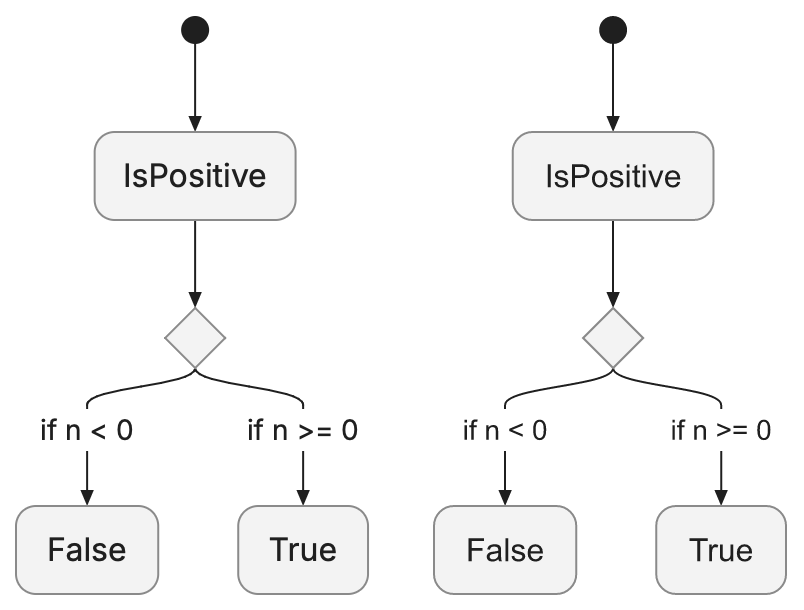 IsPositive
IsPositive
if n < 0
if n >= 0
if n < 0
if n >= 0
False
True
False
True